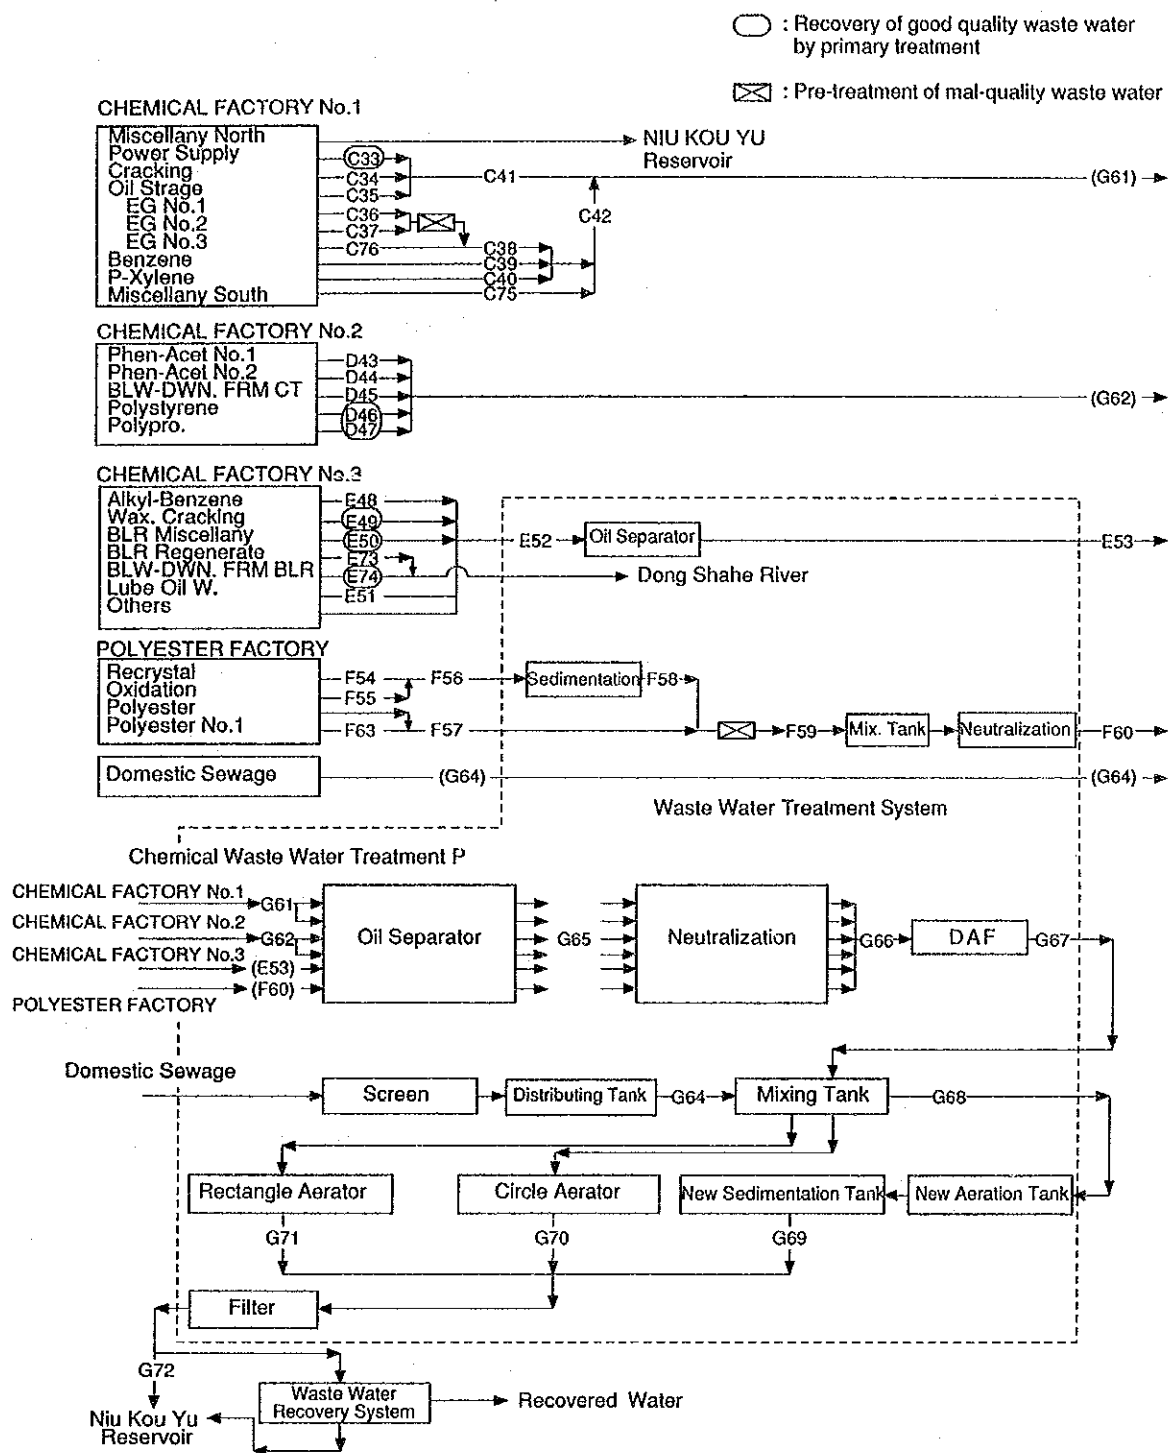 : Recovery of good quality waste water
by primary treatment
: Pre-treatment of mal-quality waste water
CHEMICAL FACTORY No.1
Miscellany North
NIU KOU YU
Reservoir
Power Supply
C33
Cracking
C34
C41
(G61)
Oil Strage
C35
EG No.1
C36
C42
EG No.2
C37
EG No.3
C76
C38
Benzene
C39
P-Xylene
C40
Miscellany South
C75
CHEMICAL FACTORY No.2
Phen-Acet No.1
D43
Phen-Acet No.2
D44
BLW-DWN. FRM CT
D45
(G62)
Polystyrene
D46
Polypro.
D47
CHEMICAL FACTORY No.3
Alkyl-Benzene
E48
Wax. Cracking
E49
BLR Miscellany
E50
E52
Oil Separator
E53
BLR Regenerate
E73
BLW-DWN. FRM BLR
E74
Dong Shahe River
Lube Oil W.
E51
Others
POLYESTER FACTORY
Recrystal
F54
F56
Sedimentation
F58
Oxidation
F55
Polyester
Polyester No.1
F63
F57
F59
Mix. Tank
Neutralization
F60
Domestic Sewage
(G64)
(G64)
Waste Water Treatment System
Chemical Waste Water Treatment P
CHEMICAL FACTORY No.1
G61
CHEMICAL FACTORY No.2
G62
CHEMICAL FACTORY No.3
(E53)
(F60)
POLYESTER FACTORY
Oil Separator
G65
Neutralization
G66
DAF
G67
Domestic Sewage
Screen
Distributing Tank
G64
Mixing Tank
G68
Rectangle Aerator
Circle Aerator
New Sedimentation Tank
New Aeration Tank
G71
G70
G69
Filter
G72
Waste Water
Recovery System
Recovered Water
Niu Kou Yu
Reservoir